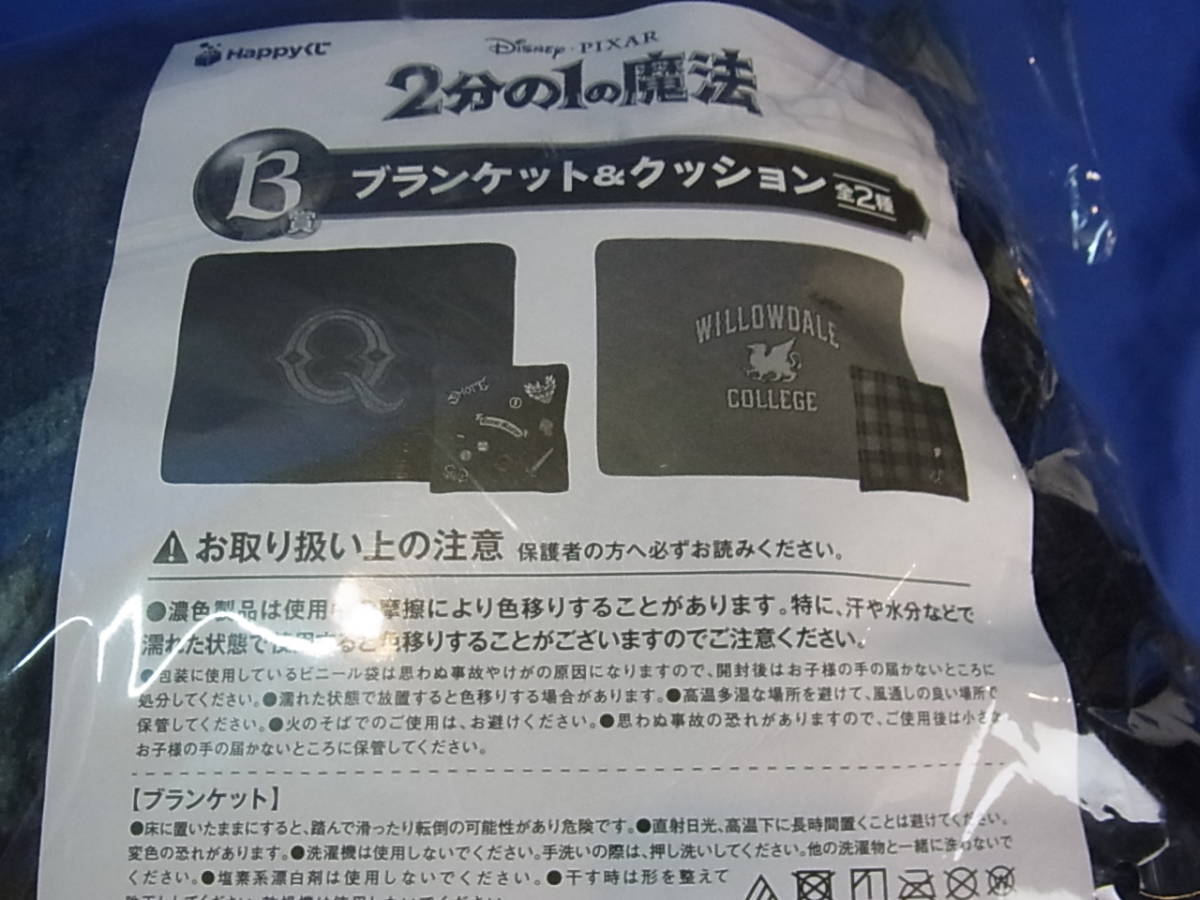 Happyくじ
Disney・PIXAR
2分の1の魔法
B賞
ブランケット&クッション 全2種
Q
WILLOWDALE
COLLEGE
お取り扱い上の注意 保護者の方へ必ずお読みください。
●濃色製品は使用中の摩擦により色移りすることがあります。特に、汗や水分などで
濡れた状態で使用すると色移りすることがございますのでご注意ください。
●包装に使用しているビニール袋は思わぬ事故やけがの原因になりますので、開封後はお子様の手の届かないところに
処分してください。●濡れた状態で放置すると色移りする場合があります。●高温多湿な場所を避けて、風通しの良い場所で
保管してください。●火のそばでのご使用は、お避けください。●思わぬ事故の恐れがありますので、ご使用後は小さな
お子様の手の届かないところに保管してください。
【ブランケット】
●床に置いたままにすると、踏んで滑ったり転倒の可能性があり危険です。●直射日光、高温下に長時間置くことは避けてください。
変色の恐れがあります。●洗濯機は使用しないでください。手洗いの際は、押し洗いしてください。他の洗濯物と一緒に洗わないで
ください。●塩素系漂白剤は使用しないでください。●干す時は形を整えて